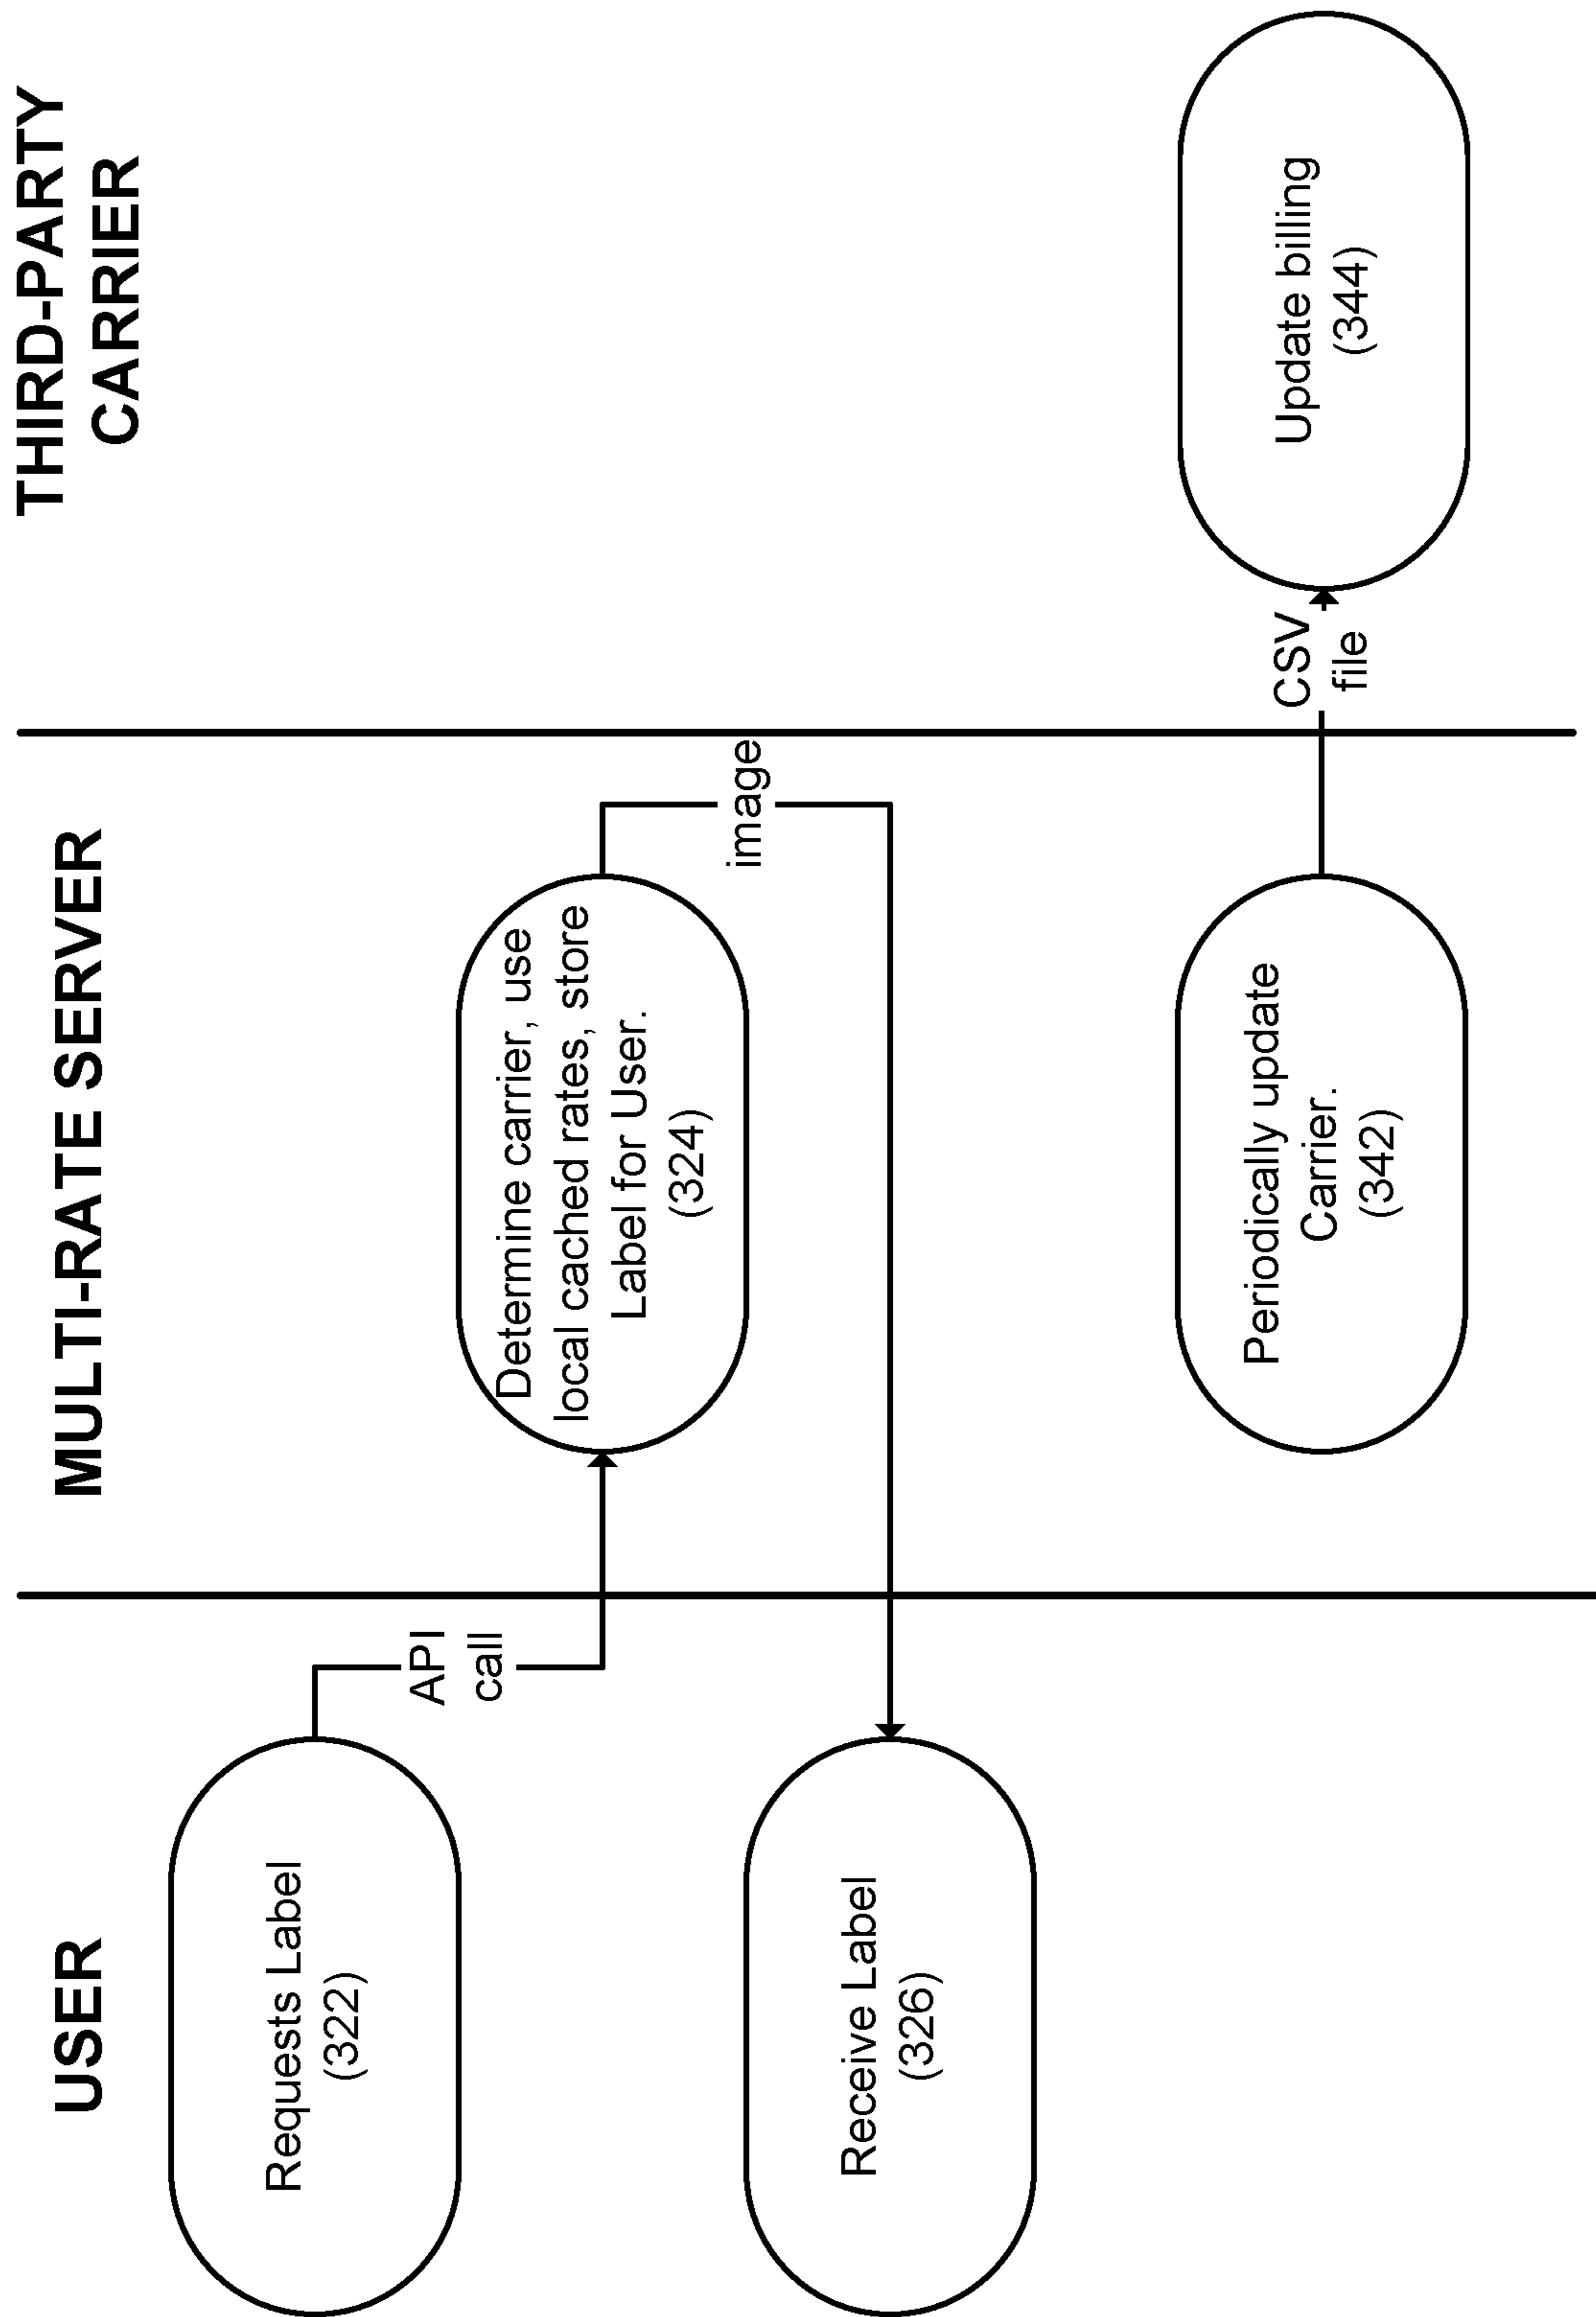 USER
MULTI-RATE SERVER
THIRD-PARTY
CARRIER
Requests Label
(322)
API
call
Determine carrier, use
local cached rates, store
Label for User.
(324)
image
Receive Label
(326)
Periodically update
Carrier.
(342)
CSV
file
Update billing
(344)